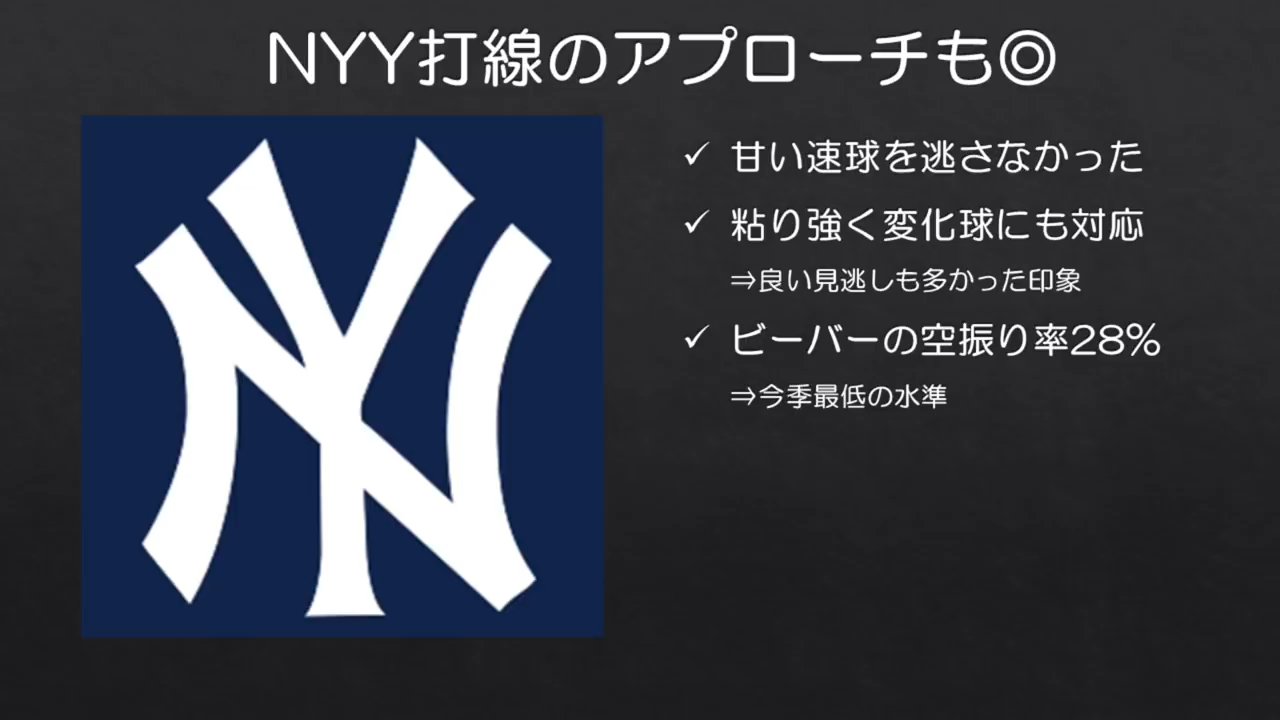 NYY打線のアプローチも◎
✓ 甘い速球を逃さなかった
✓ 粘り強く変化球にも対応
⇒良い見逃しも多かった印象
✓ ビーバーの空振り率28%
⇒今季最低の水準
NY